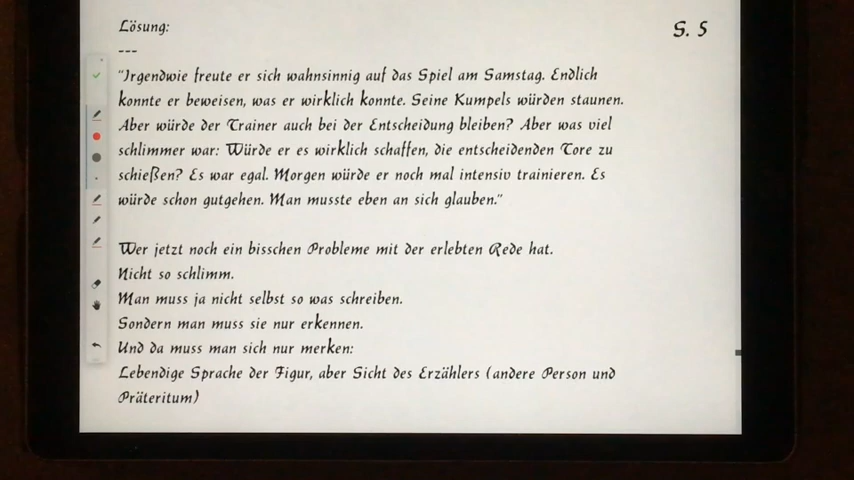 Lösung:
S. 5
---
"Irgendwie freute er sich wahnsinnig auf das Spiel am Samstag. Endlich
konnte er beweisen, was er wirklich konnte. Seine Kumpels würden staunen.
Aber würde der Trainer auch bei der Entscheidung bleiben? Aber was viel
schlimmer war: Würde er es wirklich schaffen, die entscheidenden Tore zu
schießen? Es war egal. Morgen würde er noch mal intensiv trainieren. Es
würde schon gutgehen. Man musste eben an sich glauben."
Wer jetzt noch ein bisschen Probleme mit der erlebten Rede hat.
Nicht so schlimm.
Man muss ja nicht selbst so was schreiben.
Sondern man muss sie nur erkennen.
Und da muss man sich nur merken:
Lebendige Sprache der Figur, aber Sicht des Erzählers (andere Person und
Präteritum)